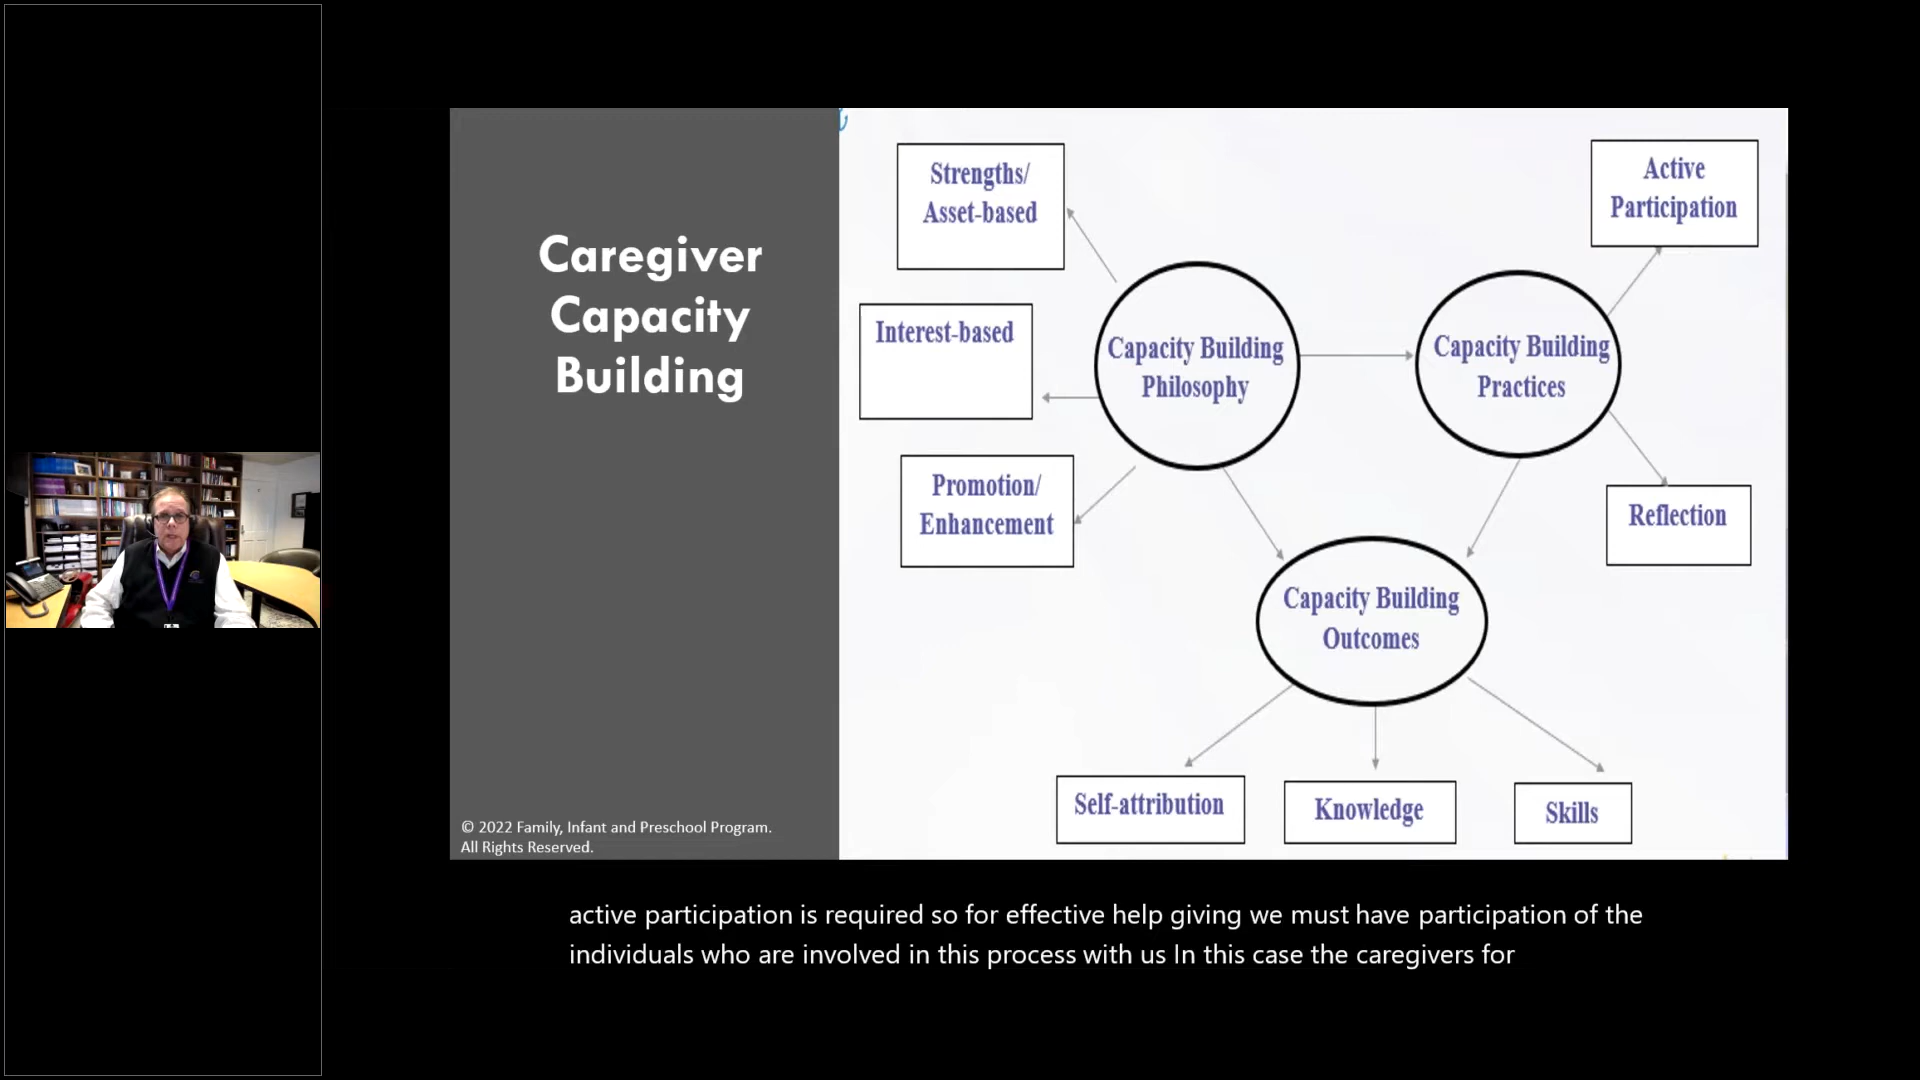 Caregiver
Capacity
Building
© 2022 Family, Infant and Preschool Program.
All Rights Reserved.
Strengths/
Asset-based
Interest-based
Promotion/
Enhancement
Capacity Building
Philosophy
Capacity Building
Practices
Active
Participation
Reflection
Capacity Building
Outcomes
Self-attribution
Knowledge
Skills
active participation is required so for effective help giving we must have participation of the
individuals who are involved in this process with us In this case the caregivers for